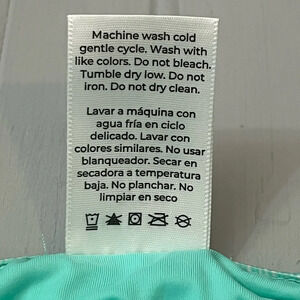 Machine wash cold
gentle cycle. Wash with
like colors. Do not bleach.
Tumble dry low. Do not
iron. Do not dry clean.
Lavar a máquina con
agua fría en ciclo
delicado. Lavar con
colores similares. No usar
blanqueador. Secar en
secadora a temperatura
baja. No planchar. No
limpiar en seco